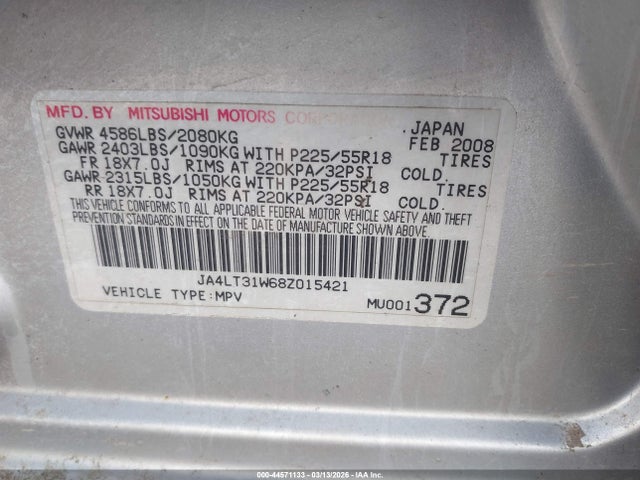 MFD. BY MITSUBISHI MOTORS CORPORATION, JAPAN
GVWR 4586LBS/2080KG FEB 2008
GAWR 2403LBS/1090KG WITH P225/55R18 TIRES
FR 18X7.0J RIMS AT 220KPA/32PSI COLD.
GAWR 2315LBS/1050KG WITH P225/55R18 TIRES
RR 18X7.0J RIMS AT 220KPA/32PSI COLD.
THIS VEHICLE CONFORMS TO ALL APPLICABLE FEDERAL MOTOR VEHICLE SAFETY AND THEFT
PREVENTION STANDARDS IN EFFECT ON THE DATE OF MANUFACTURE SHOWN ABOVE.
JA4LT31W68Z015421
VEHICLE TYPE:MPV MU001372
000-44571133 - 03/13/2026 - IAA Inc.